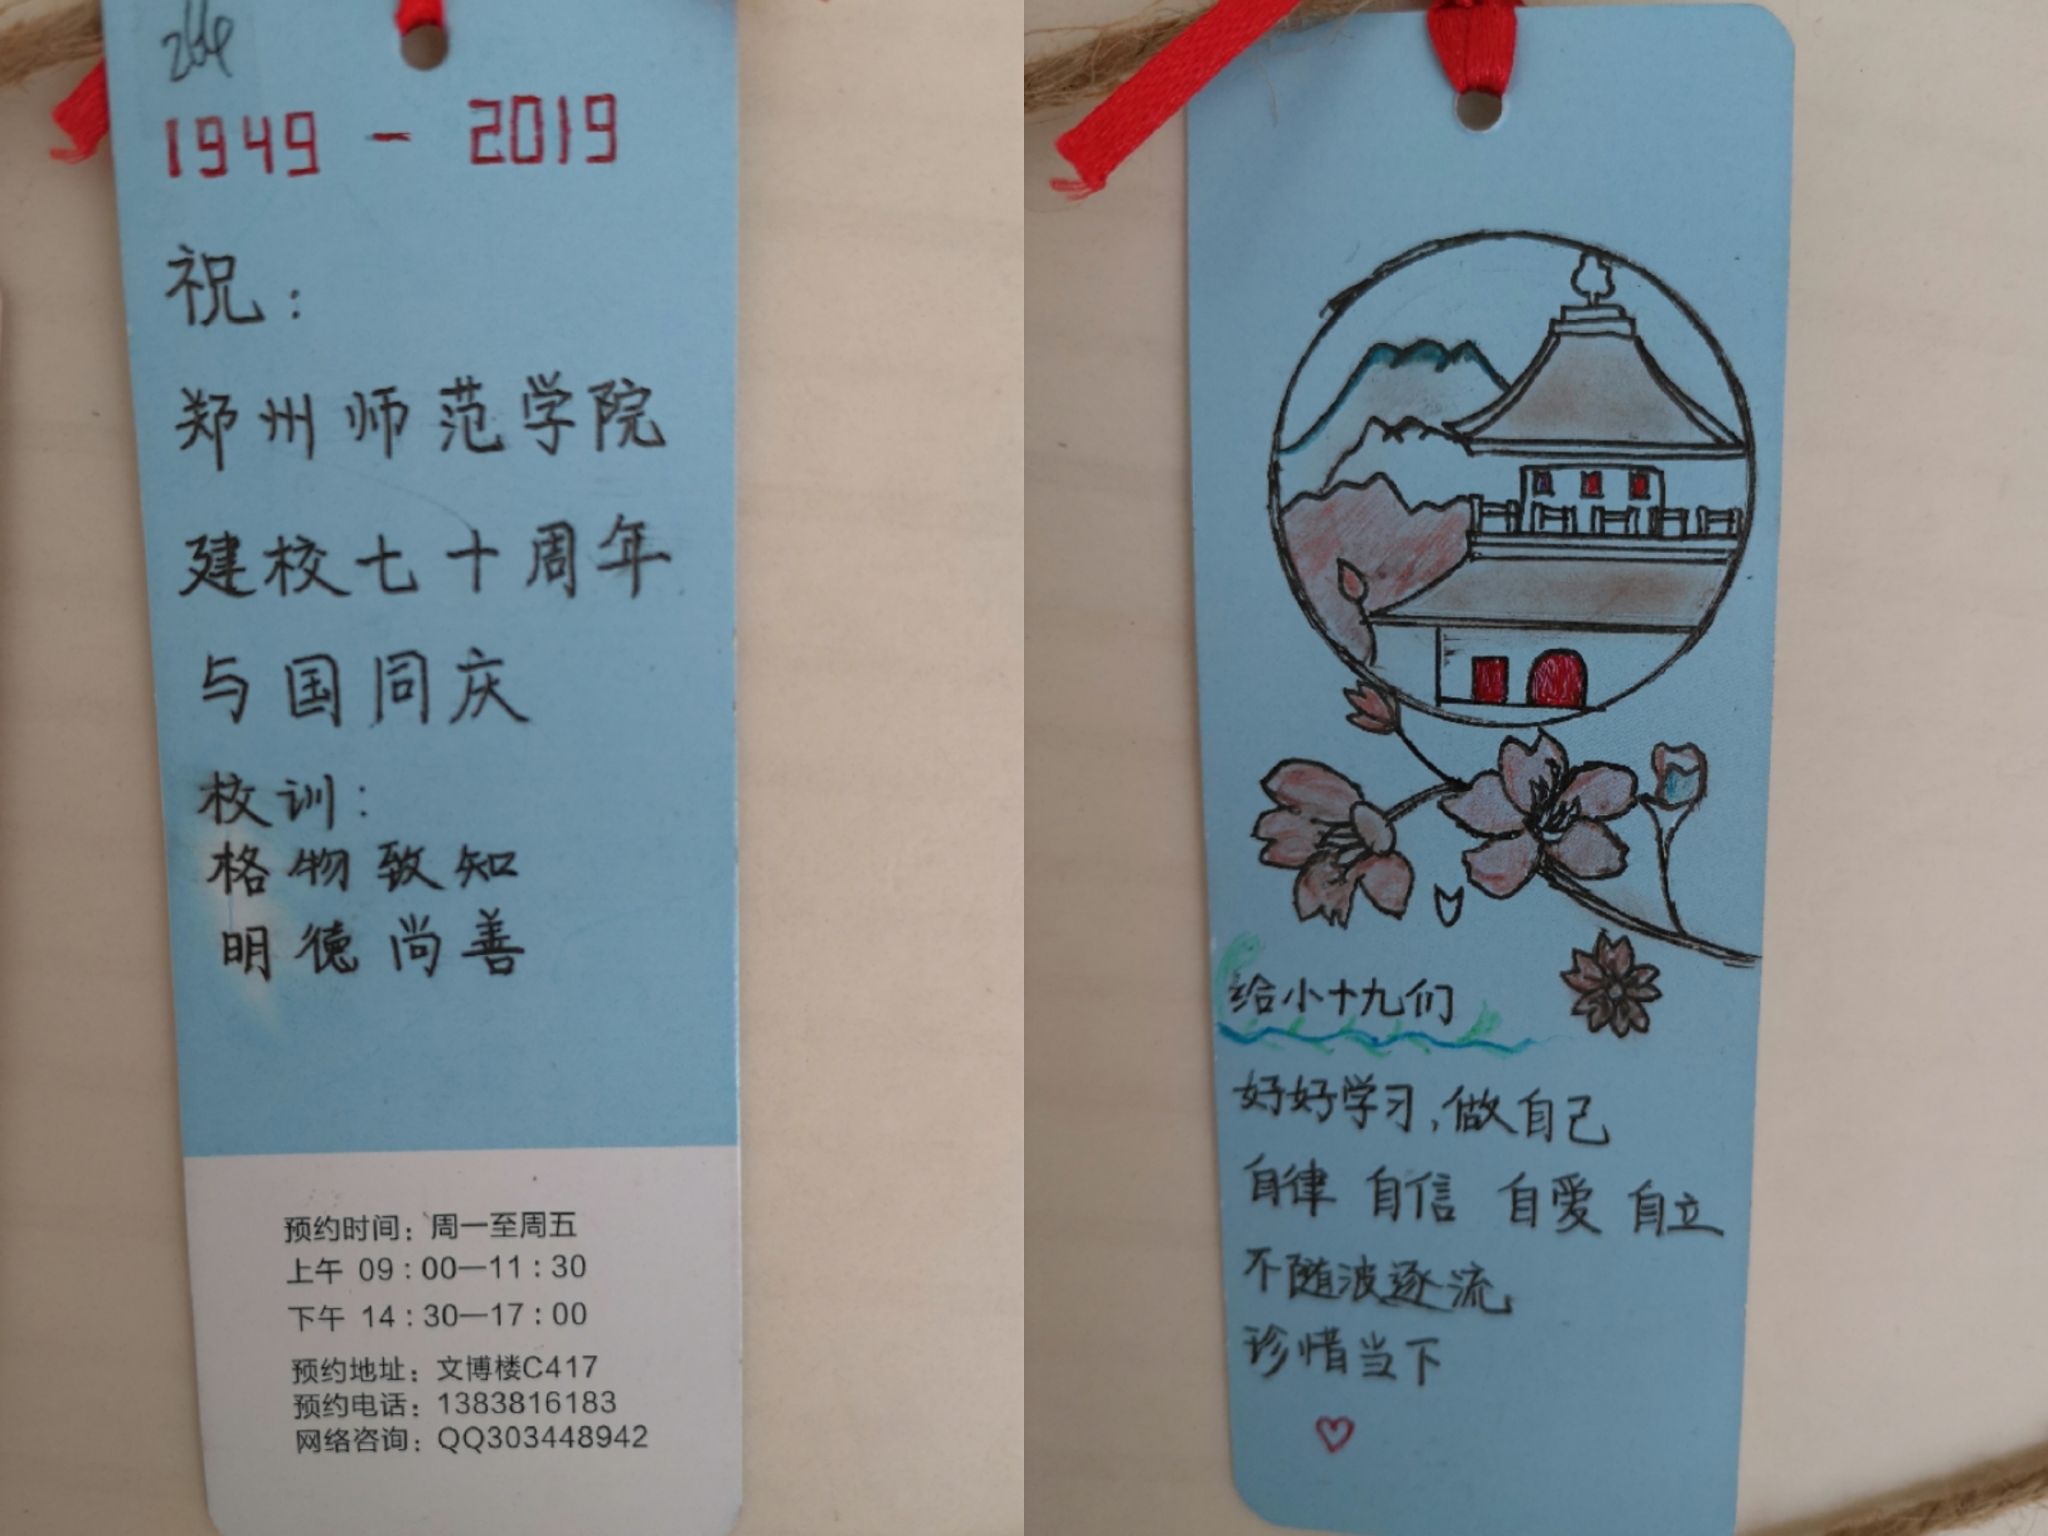 1949 - 2019
祝：
郑州师范学院
建校七十周年
与国同庆
校训：
格物致知
明德尚善
预约时间：周一至周五
上午 09：00—11：30
下午 14：30—17：00
预约地址：文博楼C417
预约电话：1383816183
网络咨询：QQ303448942
给小十九们
好好学习,做自己
自律 自信 自爱 自立
不随波逐流
珍惜当下